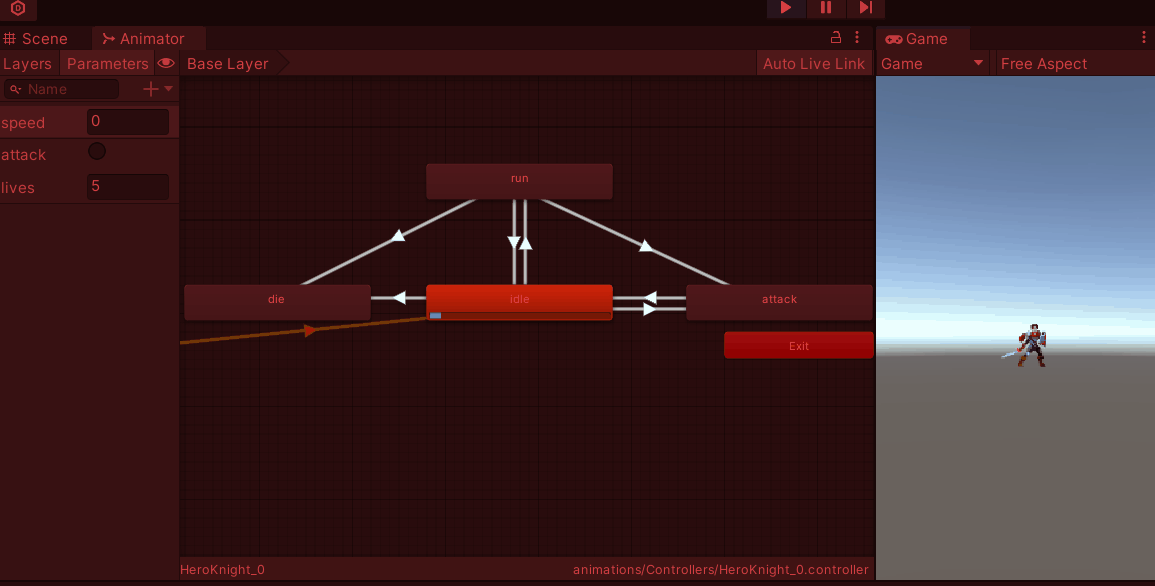 Scene
Animator
Game
Layers
Parameters
Base Layer
Auto Live Link
Game
Free Aspect
Name
speed
0
attack
lives
5
run
die
idle
attack
Exit
HeroKnight_0
animations/Controllers/HeroKnight_0.controller